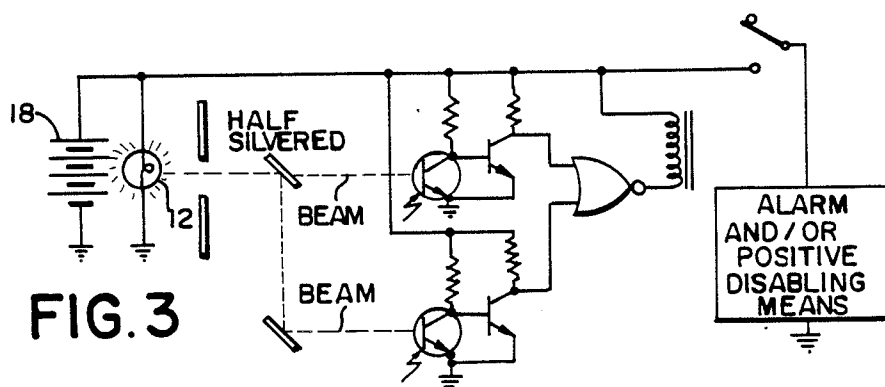 18
12
HALF
SILVERED
BEAM
BEAM
FIG. 3
ALARM
AND/OR
POSITIVE
DISABLING
MEANS